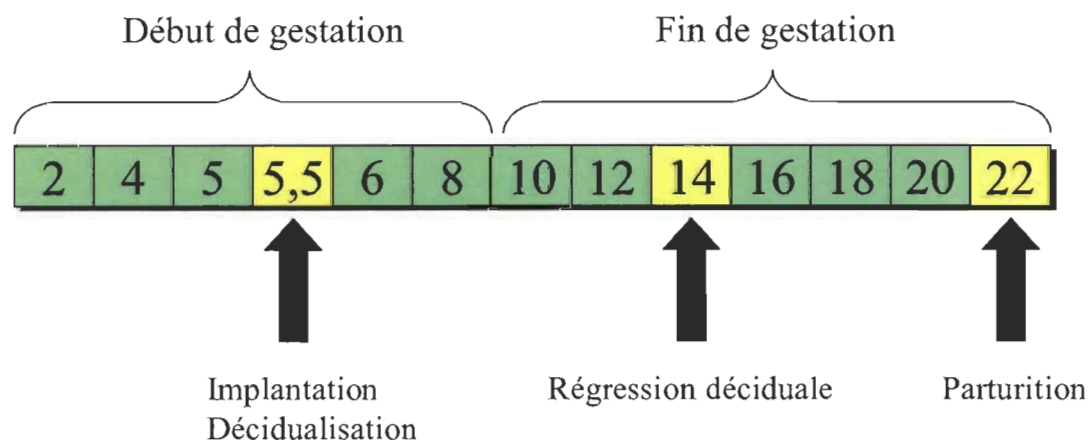 Début de gestation Fin de gestation
2 4 5 5,5 6 8 10 12 14 16 18 20 22
Implantation Régression déciduale Parturition
Décidualisation